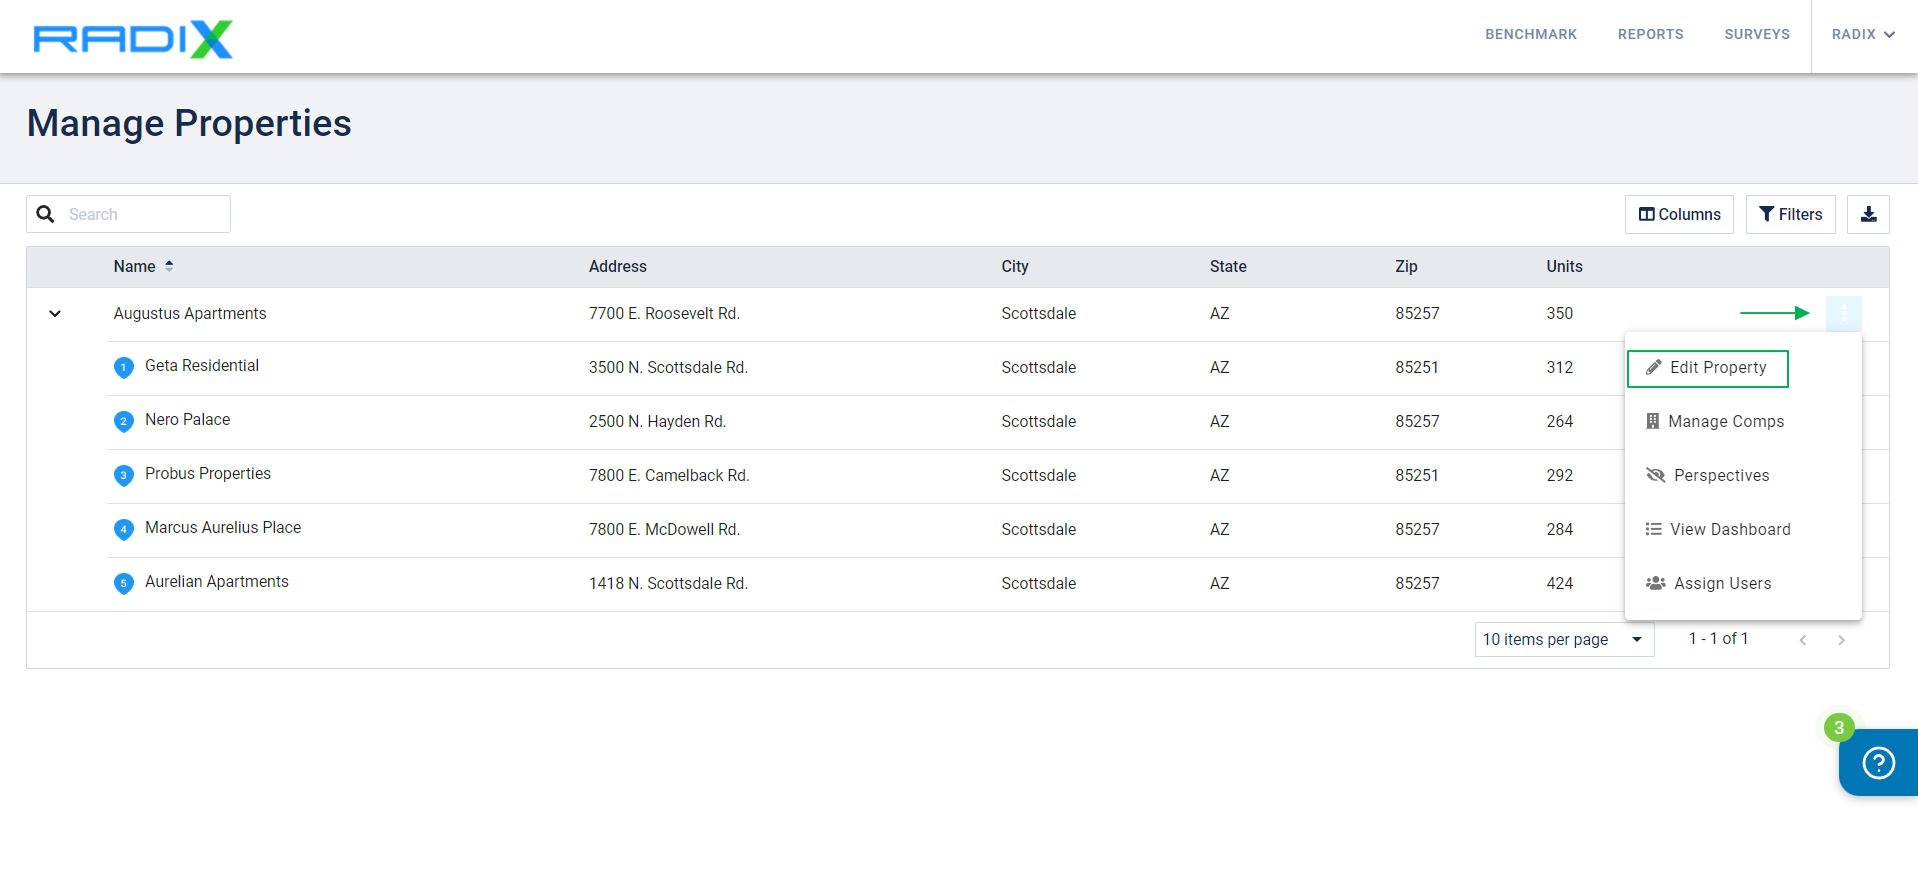 RADIX
BENCHMARK REPORTS SURVEYS RADIX
Manage Properties
Search
Columns Filters
Name Address City State Zip Units
Augustus Apartments 7700 E. Roosevelt Rd. Scottsdale AZ 85257 350
1 Geta Residential 3500 N. Scottsdale Rd. Scottsdale AZ 85251 312
Edit Property
2 Nero Palace 2500 N. Hayden Rd. Scottsdale AZ 85257 264
Manage Comps
3 Probus Properties 7800 E. Camelback Rd. Scottsdale AZ 85251 292
Perspectives
4 Marcus Aurelius Place 7800 E. McDowell Rd. Scottsdale AZ 85257 284
View Dashboard
5 Aurelian Apartments 1418 N. Scottsdale Rd. Scottsdale AZ 85257 424
Assign Users
10 items per page 1 - 1 of 1
3
?